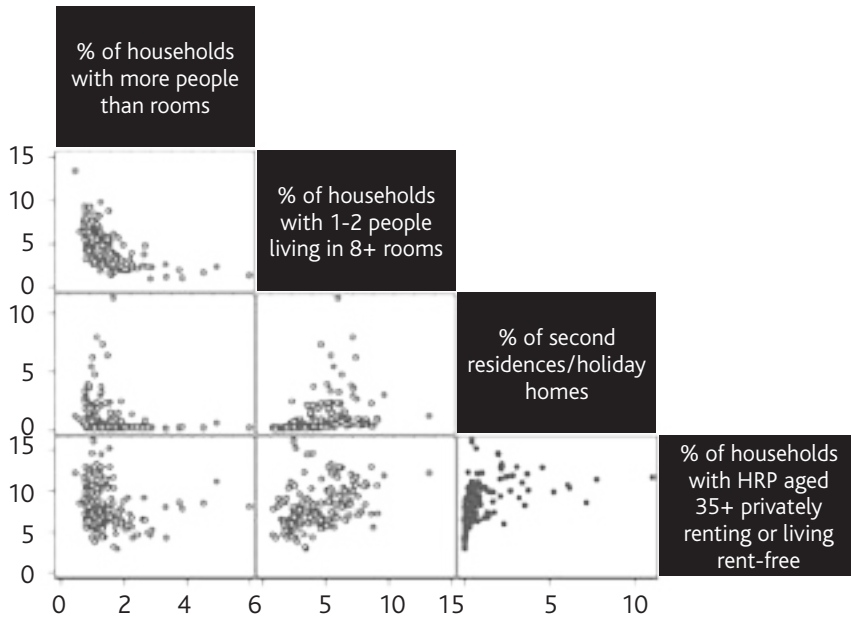 % of households
with more people
than rooms
15
10
5
0
% of households
with 1-2 people
living in 8+ rooms
10
5
0
% of second
residences/holiday
homes
15
10
5
0
% of households
with HRP aged
35+ privately
renting or living
rent-free
0 2 4 6 5 10 15 5 10